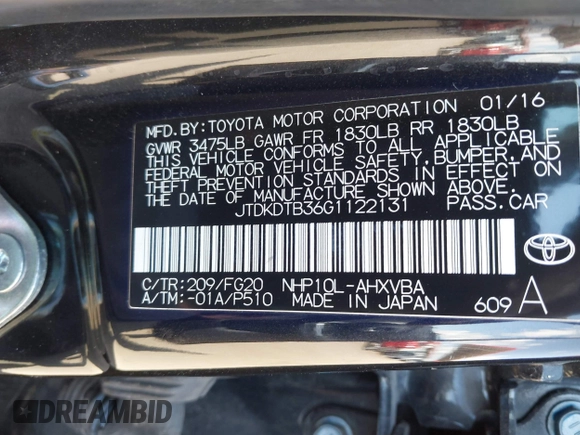 MFD.BY:TOYOTA MOTOR CORPORATION 01/16
GVWR 3475LB GAWR FR 1830LB RR 1830LB
THIS VEHICLE CONFORMS TO ALL APPLICABLE
FEDERAL MOTOR VEHICLE SAFETY,BUMPER,AND
THEFT PREVENTION STANDARDS IN EFFECT ON
THE DATE OF MANUFACTURE SHOWN ABOVE.
JTDKDTB36G1122131 PASS.CAR
C/TR:209/FG20 NHP10L-AHXVBA
A/TM:-01A/P510 MADE IN JAPAN 609 A
DREAMBID